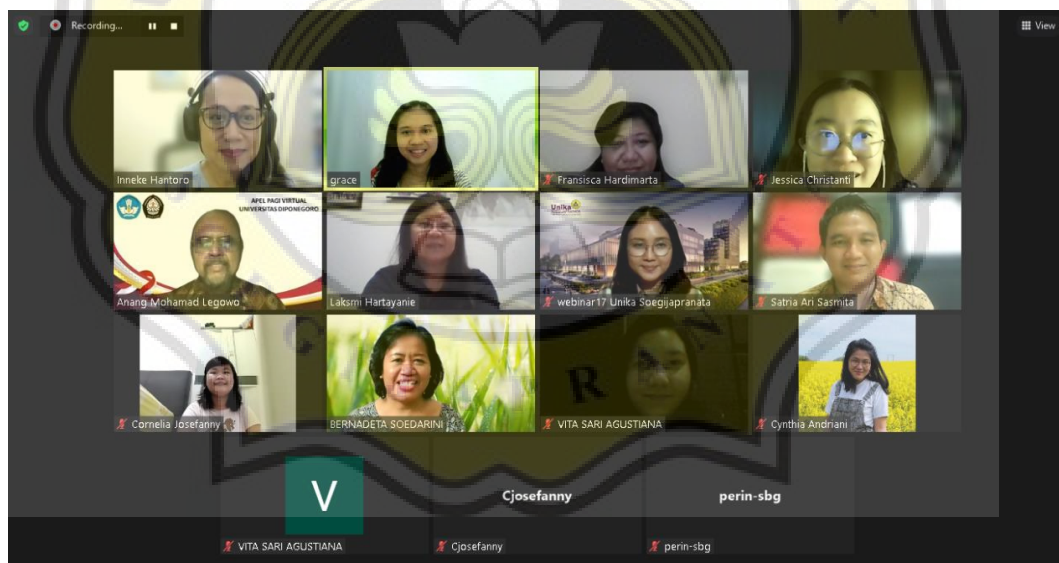 Recording...
View
Inneke Hantoro
grace
Fransisca Hardimarta
Jessica Christanti
APEL PAGI VIRTUAL
UNIVERSITAS DIPONEGORO
Anang Mohamad Legowo
Laksmi Hartayanie
Unika
webinar17 Unika Soegijapranata
Satria Ari Sasmita
Cornelia Josefanny
BERNADETA SOEDARINI
R
VITA SARI AGUSTIANA
Cynthia Andriani
V
Cjosefanny
perin-sbg
VITA SARI AGUSTIANA
Cjosefanny
perin-sbg